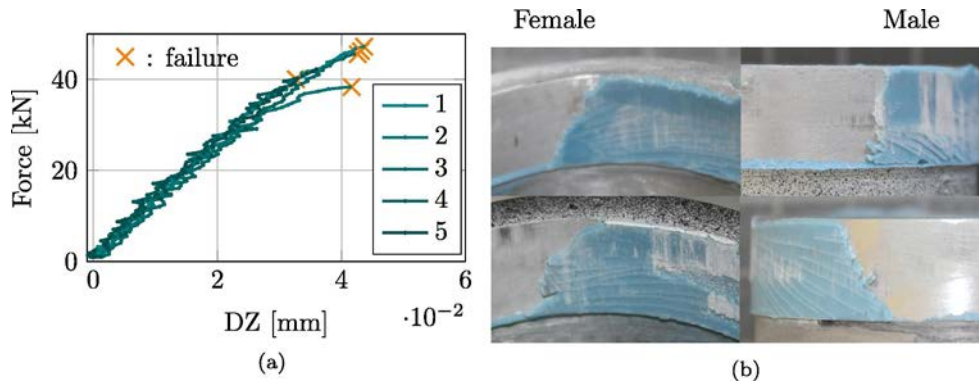 Female
Male
× : failure
1
2
3
4
5
Force [kN]
40
20
0
0
2
4
6
·10⁻²
DZ [mm]
(a)
(b)